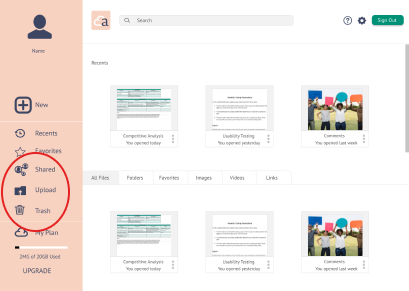 Name
New
Recents
Favorites
Shared
Upload
Trash
My Plan
2MG of 20GB Used
UPGRADE
a
Search
Sign Out
Recents
Competitive Analysis
You opened today
Usability Testing
You opened yesterday
Comments
You opened last week
All Files
Folders
Favorites
Images
Videos
Links
Competitive Analysis
You opened today
Usability Testing
You opened yesterday
Comments
You opened last week